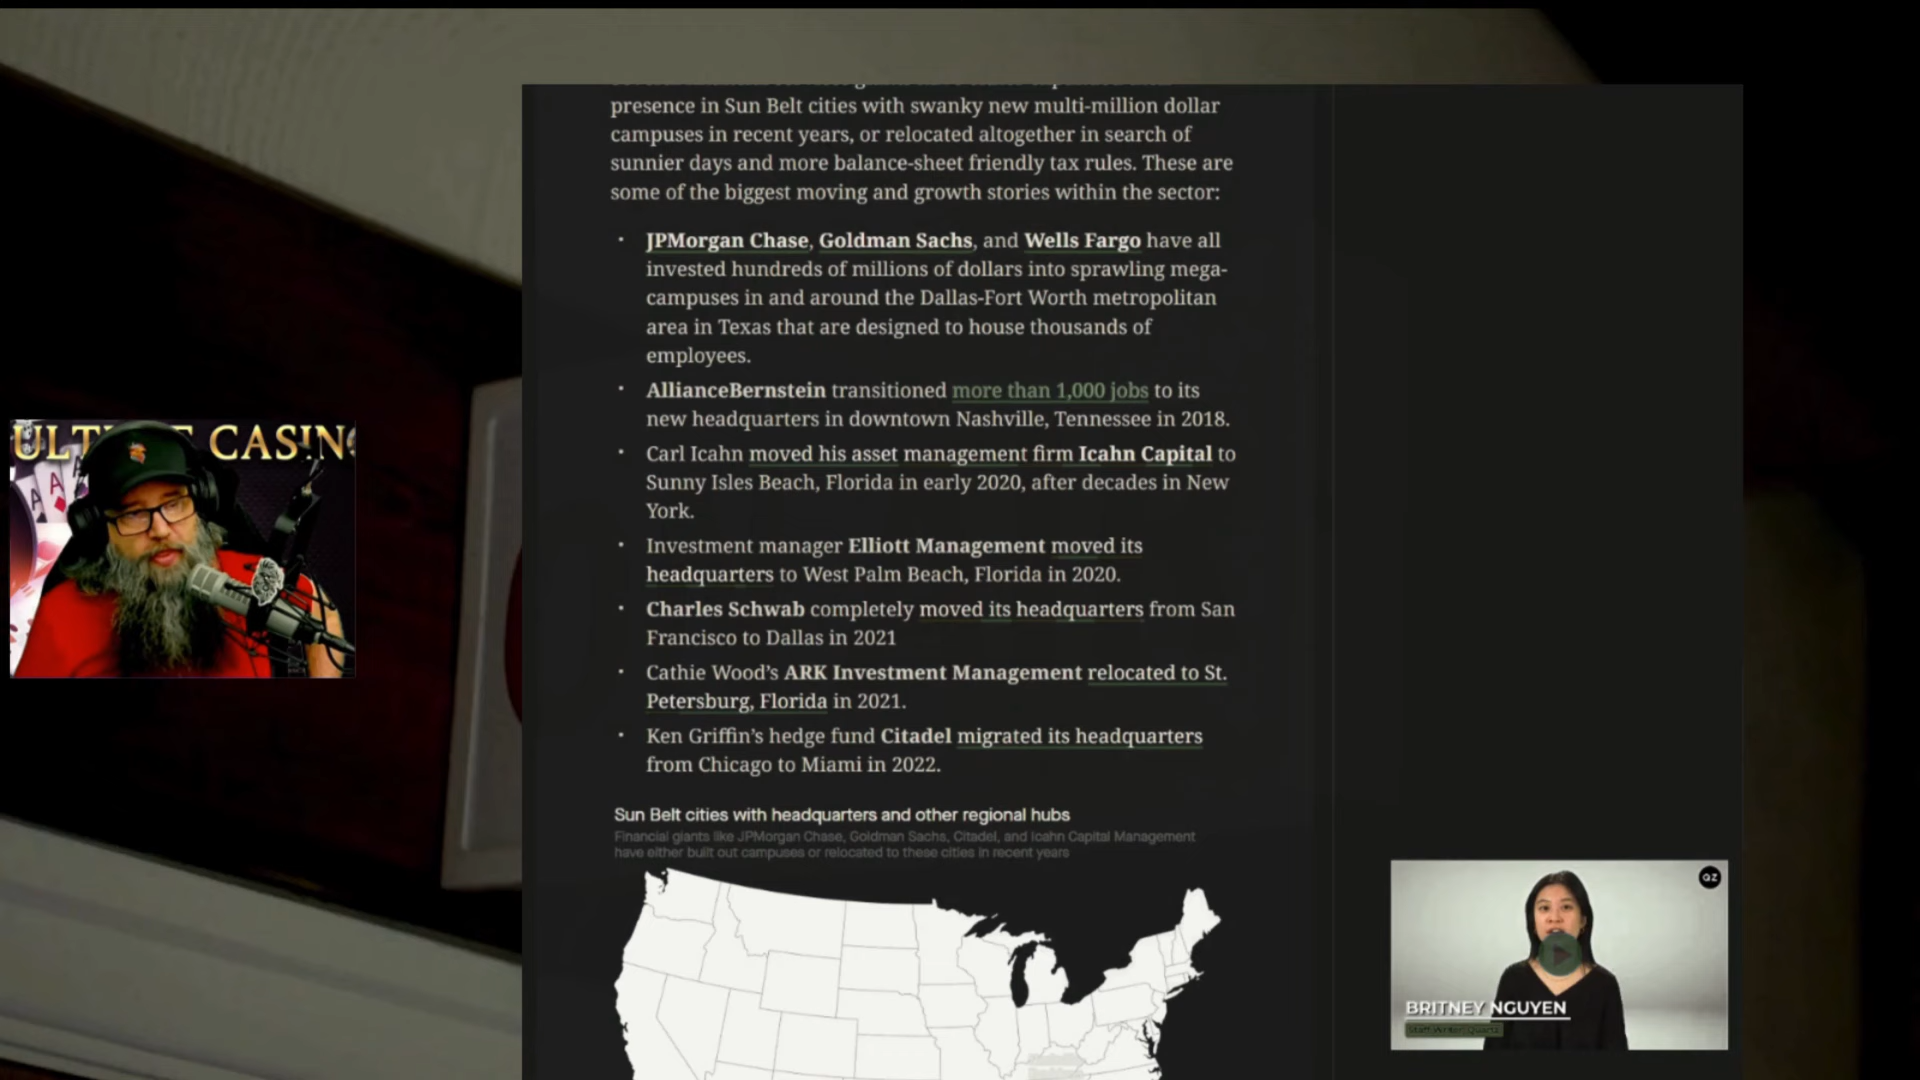 presence in Sun Belt cities with swanky new multi-million dollar
campuses in recent years, or relocated altogether in search of
sunnier days and more balance-sheet friendly tax rules. These are
some of the biggest moving and growth stories within the sector:
• JPMorgan Chase, Goldman Sachs, and Wells Fargo have all
invested hundreds of millions of dollars into sprawling mega-
campuses in and around the Dallas-Fort Worth metropolitan
area in Texas that are designed to house thousands of
employees.
• AllianceBernstein transitioned more than 1,000 jobs to its
new headquarters in downtown Nashville, Tennessee in 2018.
• Carl Icahn moved his asset management firm Icahn Capital to
Sunny Isles Beach, Florida in early 2020, after decades in New
York.
• Investment manager Elliott Management moved its
headquarters to West Palm Beach, Florida in 2020.
• Charles Schwab completely moved its headquarters from San
Francisco to Dallas in 2021
• Cathie Wood's ARK Investment Management relocated to St.
Petersburg, Florida in 2021.
• Ken Griffin's hedge fund Citadel migrated its headquarters
from Chicago to Miami in 2022.
Sun Belt cities with headquarters and other regional hubs
Financial giants like JPMorgan Chase, Goldman Sachs, Citadel, and Icahn Capital Management
have either built out campuses or relocated to these cities in recent years
CASIN
A
A
QZ
BRITNEY NGUYEN
Staff Writer, Quartz